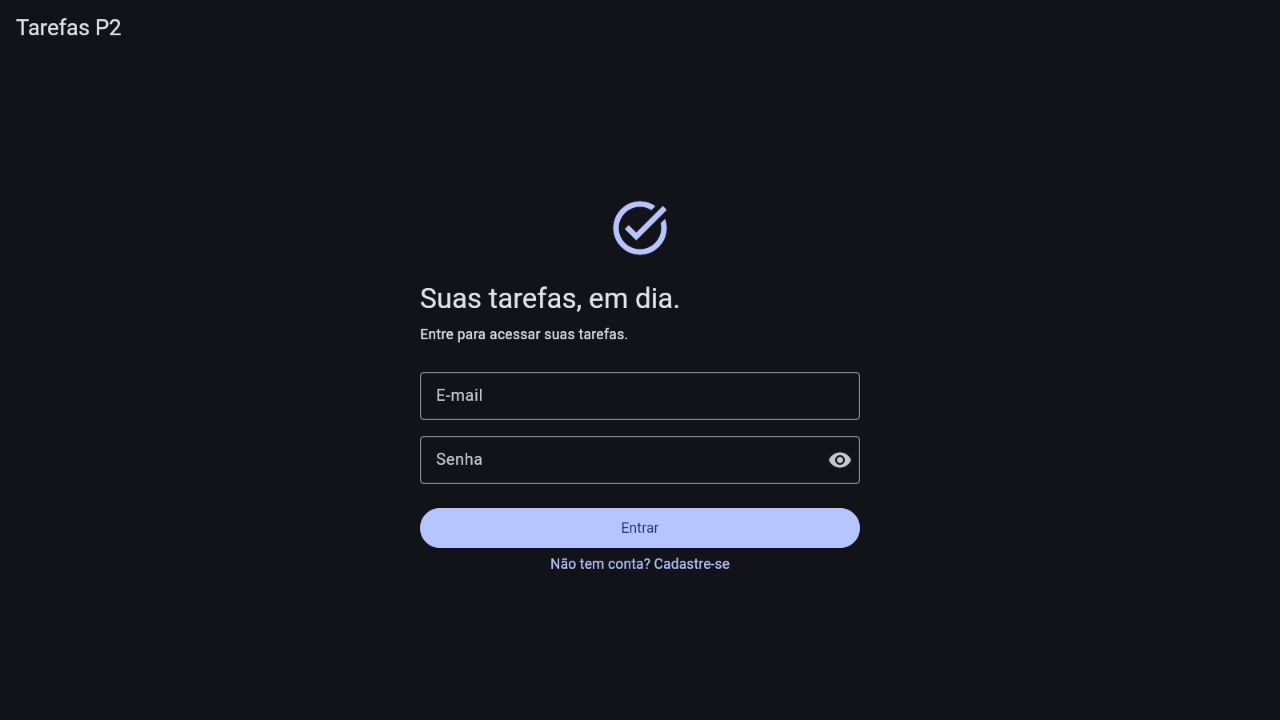 Tarefas P2
Suas tarefas, em dia.
Entre para acessar suas tarefas.
E-mail
Senha
Entrar
Não tem conta? Cadastre-se